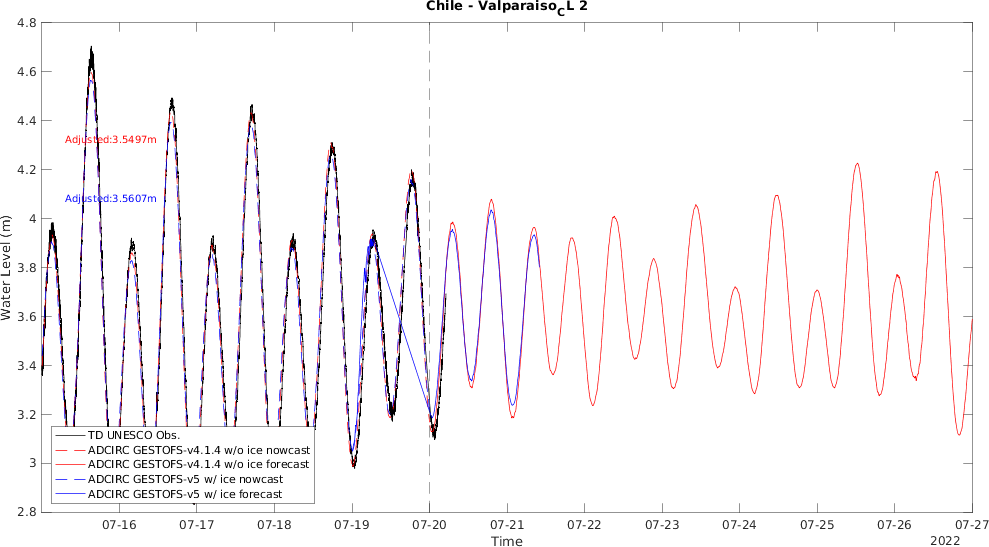 Chile - Valparaiso_CL 2
4.8
4.6
4.4
4.2
4
3.8
3.6
3.4
3.2
3
2.8
Water Level (m)
Adjusted:3.5497m
Adjusted:3.5607m
TD UNESCO Obs.
ADCIRC GESTOFS-v4.1.4 w/o ice nowcast
ADCIRC GESTOFS-v4.1.4 w/o ice forecast
ADCIRC GESTOFS-v5 w/ ice nowcast
ADCIRC GESTOFS-v5 w/ ice forecast
07-16 07-17 07-18 07-19 07-20 07-21 07-22 07-23 07-24 07-25 07-26 07-27
Time
2022